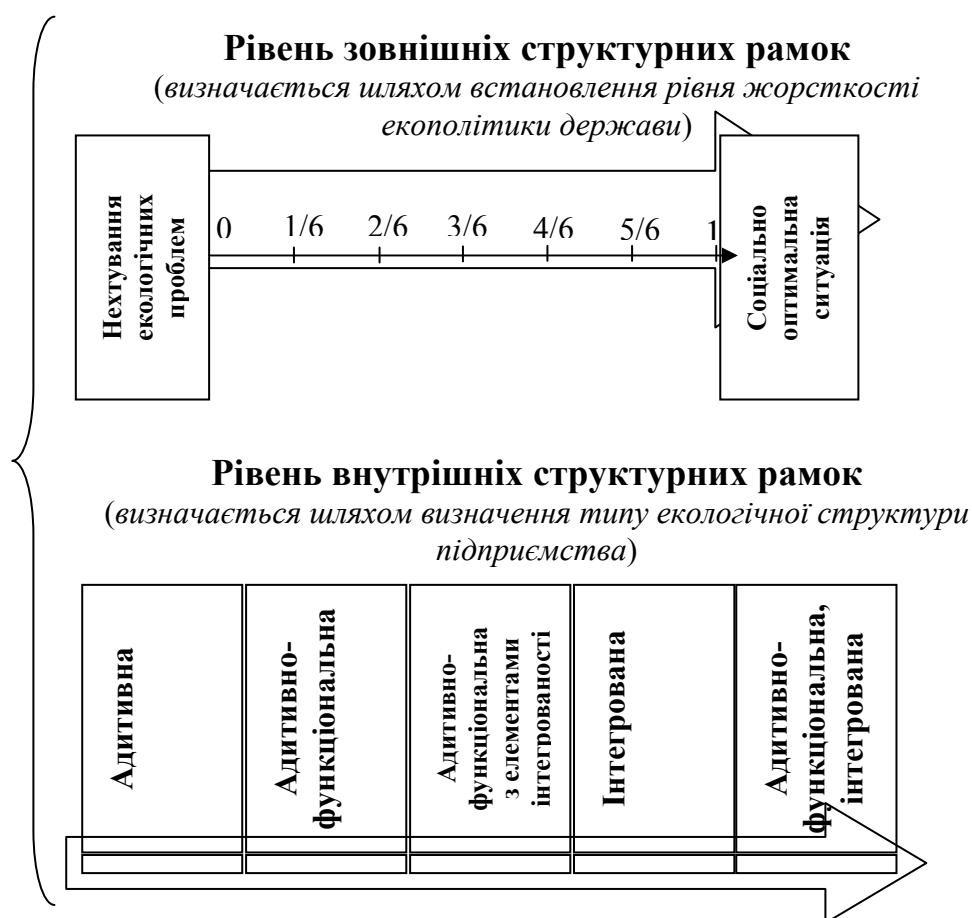 Рівень зовнішніх структурних рамок
(визначається шляхом встановлення рівня жорсткості
екополітики держави)
Нехтування
екологічних
проблем
0 1/6 2/6 3/6 4/6 5/6 1
Соціально
оптимальна
ситуація
Рівень внутрішніх структурних рамок
(визначається шляхом визначення типу екологічної структури
підприємства)
Адитивна
Адитивно-
функціональна
Адитивно-
функціональна
з елементами
інтегрованості
Інтегрована
Адитивно-
функціональна,
інтегрована